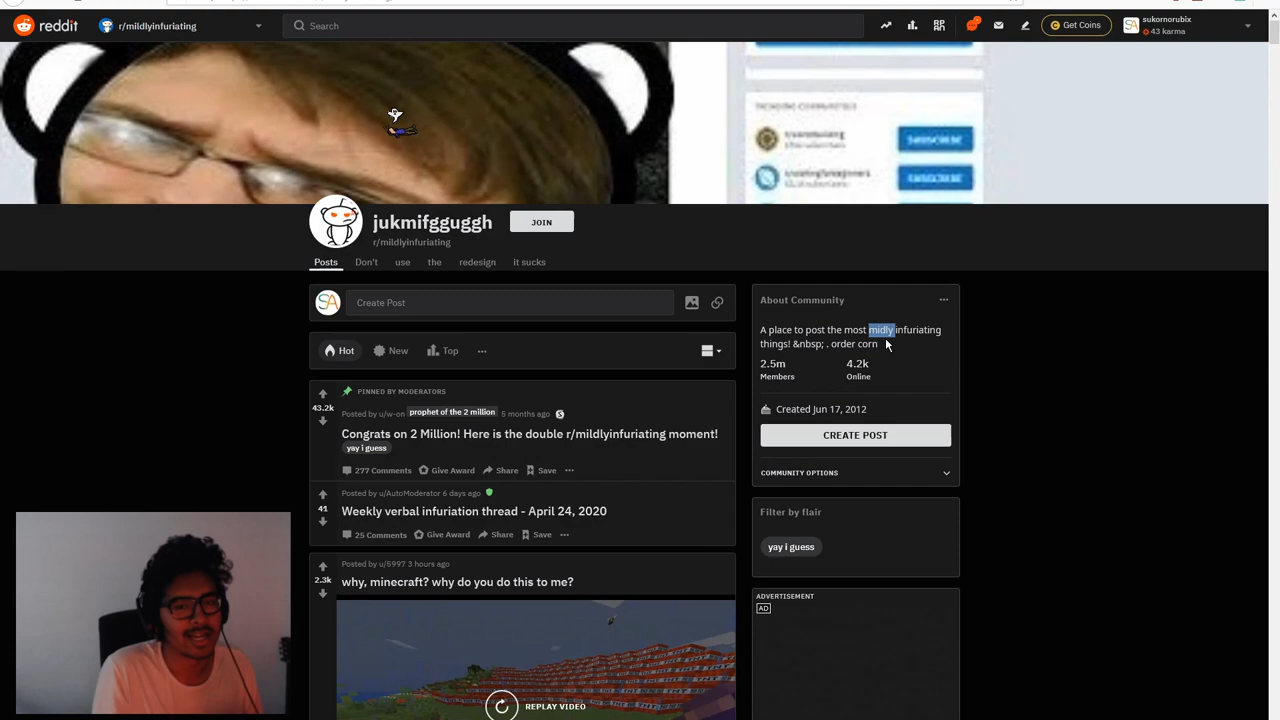 reddit
r/mildlyinfuriating
Search
Get Coins
sukornorubix
43 karma
SUBSCRIBE
SUBSCRIBE
jukmifgguggh
JOIN
r/mildlyinfuriating
Posts
Don't
use
the
redesign
it sucks
SA
Create Post
Hot
New
Top
PINNED BY MODERATORS
43.2k
Posted by u/w-on prophet of the 2 million 5 months ago
Congrats on 2 Million! Here is the double r/mildlyinfuriating moment!
yay i guess
277 Comments
Give Award
Share
Save
Posted by u/AutoModerator 6 days ago
41
Weekly verbal infuriation thread - April 24, 2020
25 Comments
Give Award
Share
Save
Posted by u/5997 3 hours ago
2.3k
why, minecraft? why do you do this to me?
REPLAY VIDEO
About Community
A place to post the most midly infuriating
things! &nbsp; . order corn
2.5m
4.2k
Members
Online
Created Jun 17, 2012
CREATE POST
COMMUNITY OPTIONS
Filter by flair
yay i guess
ADVERTISEMENT
AD